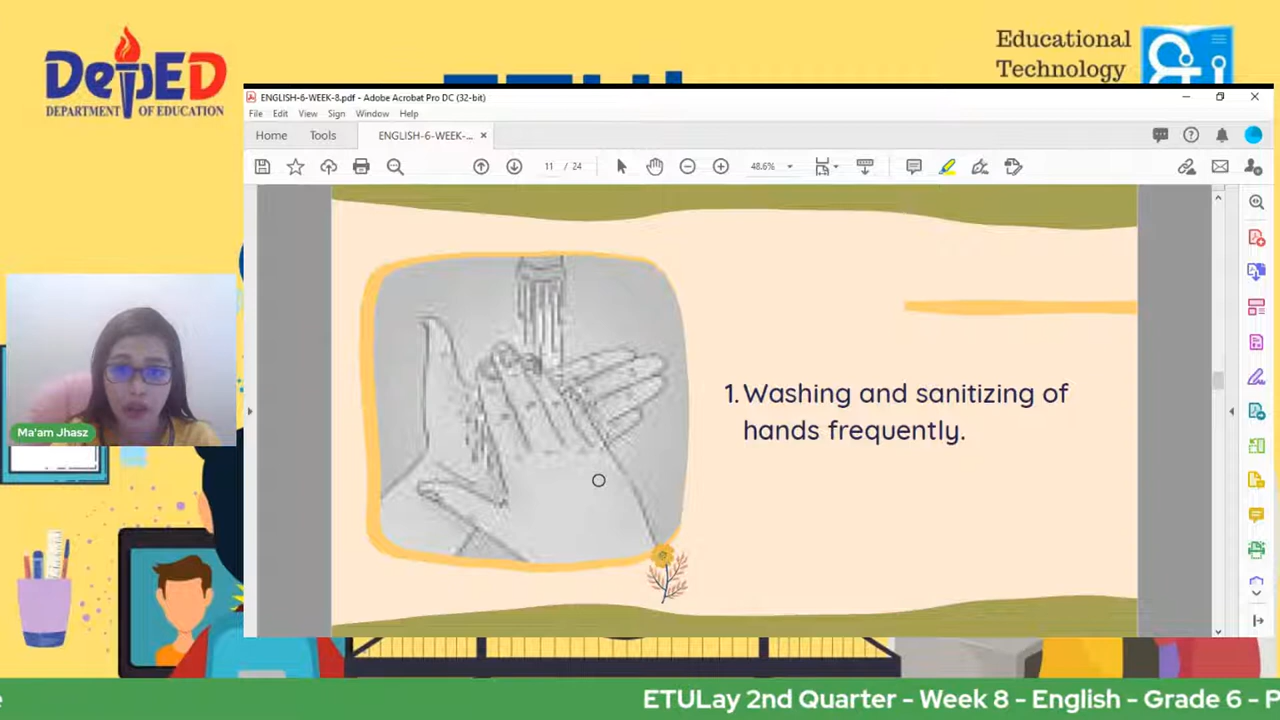 DepED
DEPARTMENT OF EDUCATION
Educational
Technology
ENGLISH-6-WEEK-8.pdf - Adobe Acrobat Pro DC (32-bit)
File Edit View Sign Window Help
Home Tools ENGLISH-6-WEEK-... ×
11 / 24 48.6%
1. Washing and sanitizing of
hands frequently.
Ma'am Jhasz
ETULay 2nd Quarter - Week 8 - English - Grade 6 - P